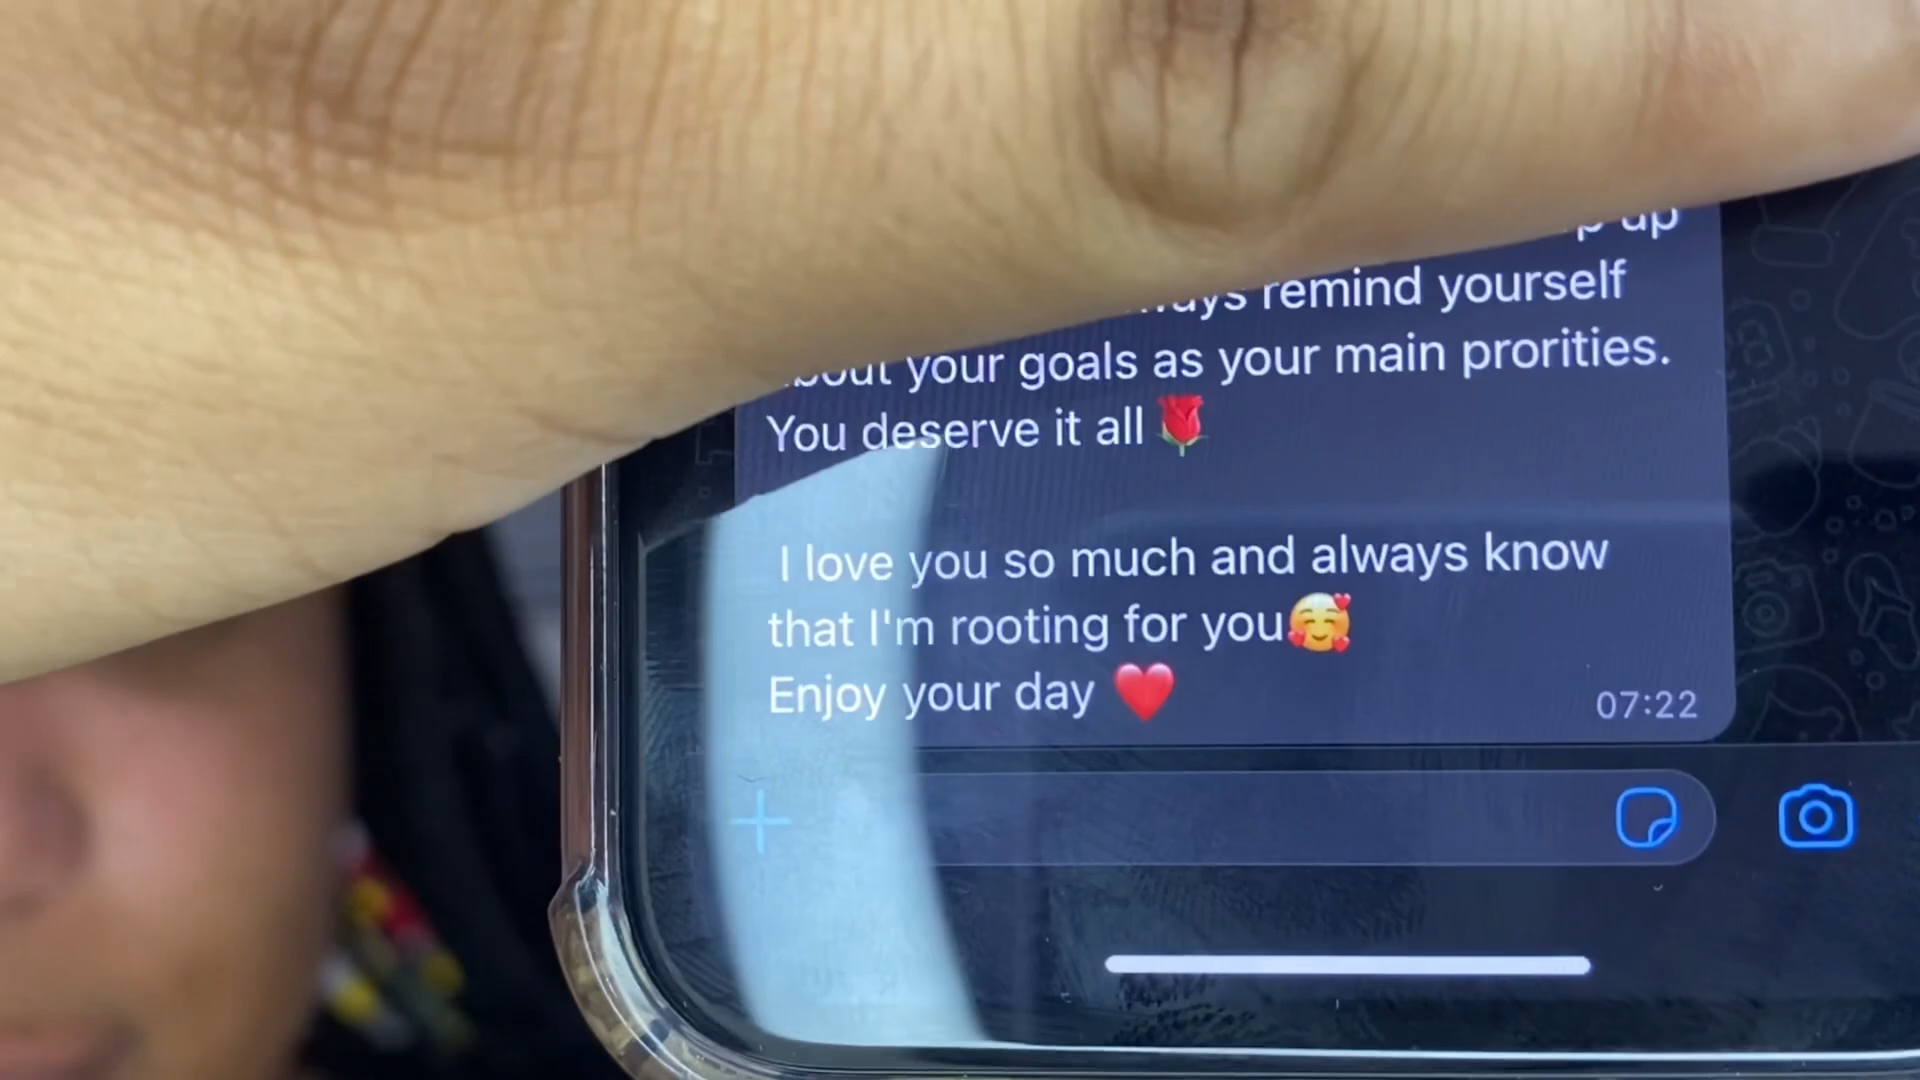 up
remind yourself
your goals as your main prorities.
You deserve it all 🌹
I love you so much and always know
that I'm rooting for you🥰
Enjoy your day ❤️
07:22